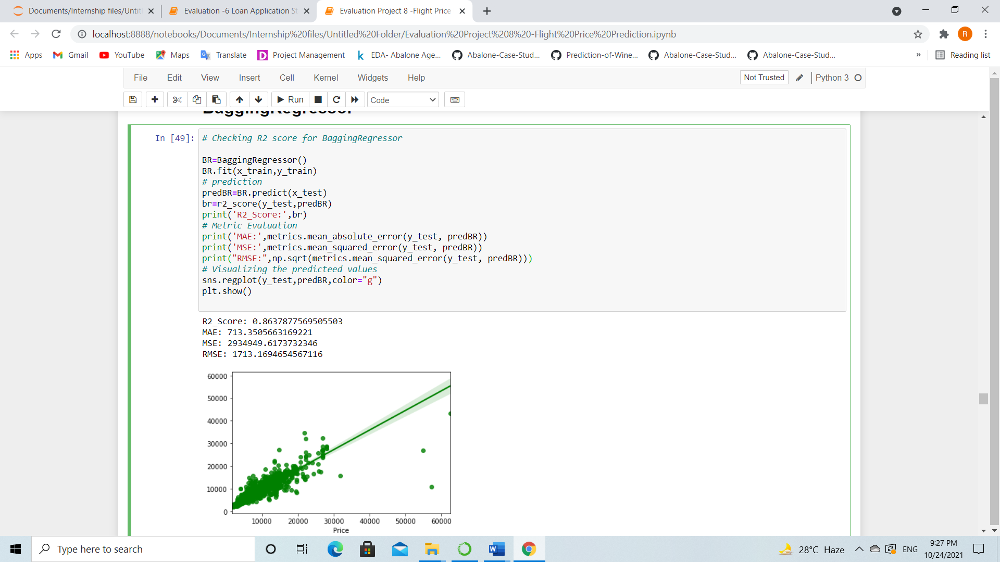 Documents/Internship files/Untit
Evaluation -6 Loan Application St
Evaluation Project 8 -Flight Price
localhost:8888/notebooks/Documents/Internship%20files/Untitled%20Folder/Evaluation%20Project%208%20-Flight%20Price%20Prediction.ipynb
R
Apps
Gmail
YouTube
Maps
Translate
Project Management
EDA- Abalone Age...
Abalone-Case-Stud...
Prediction-of-Wine...
Abalone-Case-Stud...
Abalone-Case-Stud...
»
Reading list
File Edit View Insert Cell Kernel Widgets Help
Not Trusted
Python 3
Run
Code
BaggingRegressor
In [49]:
# Checking R2 score for BaggingRegressor
BR=BaggingRegressor()
BR.fit(x_train,y_train)
# prediction
predBR=BR.predict(x_test)
br=r2_score(y_test,predBR)
print('R2_Score:',br)
# Metric Evaluation
print('MAE:',metrics.mean_absolute_error(y_test, predBR))
print('MSE:',metrics.mean_squared_error(y_test, predBR))
print("RMSE:",np.sqrt(metrics.mean_squared_error(y_test, predBR)))
# Visualizing the predicteed values
sns.regplot(y_test,predBR,color="g")
plt.show()
R2_Score: 0.8637877569505503
MAE: 713.3505663169221
MSE: 2934949.6173732346
RMSE: 1713.1694654567116
60000
50000
40000
30000
20000
10000
0
10000 20000 30000 40000 50000 60000
Price
Type here to search
28°C Haze
ENG
9:27 PM
10/24/2021